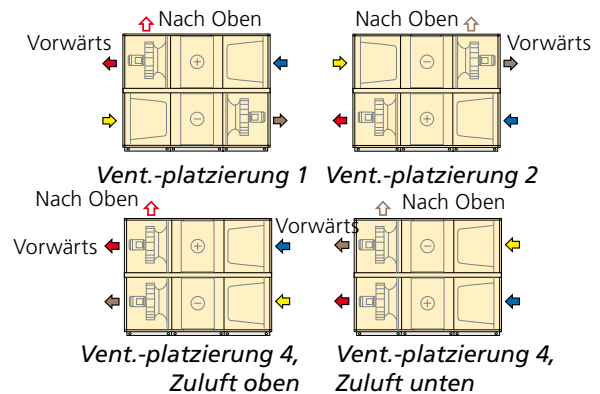 Nach Oben
Vorwärts
Vent.-platzierung 1
Nach Oben
Vorwärts
Vent.-platzierung 2
Nach Oben
Vorwärts
Vent.-platzierung 4,
Zuluft oben
Nach Oben
Vorwärts
Vent.-platzierung 4,
Zuluft unten